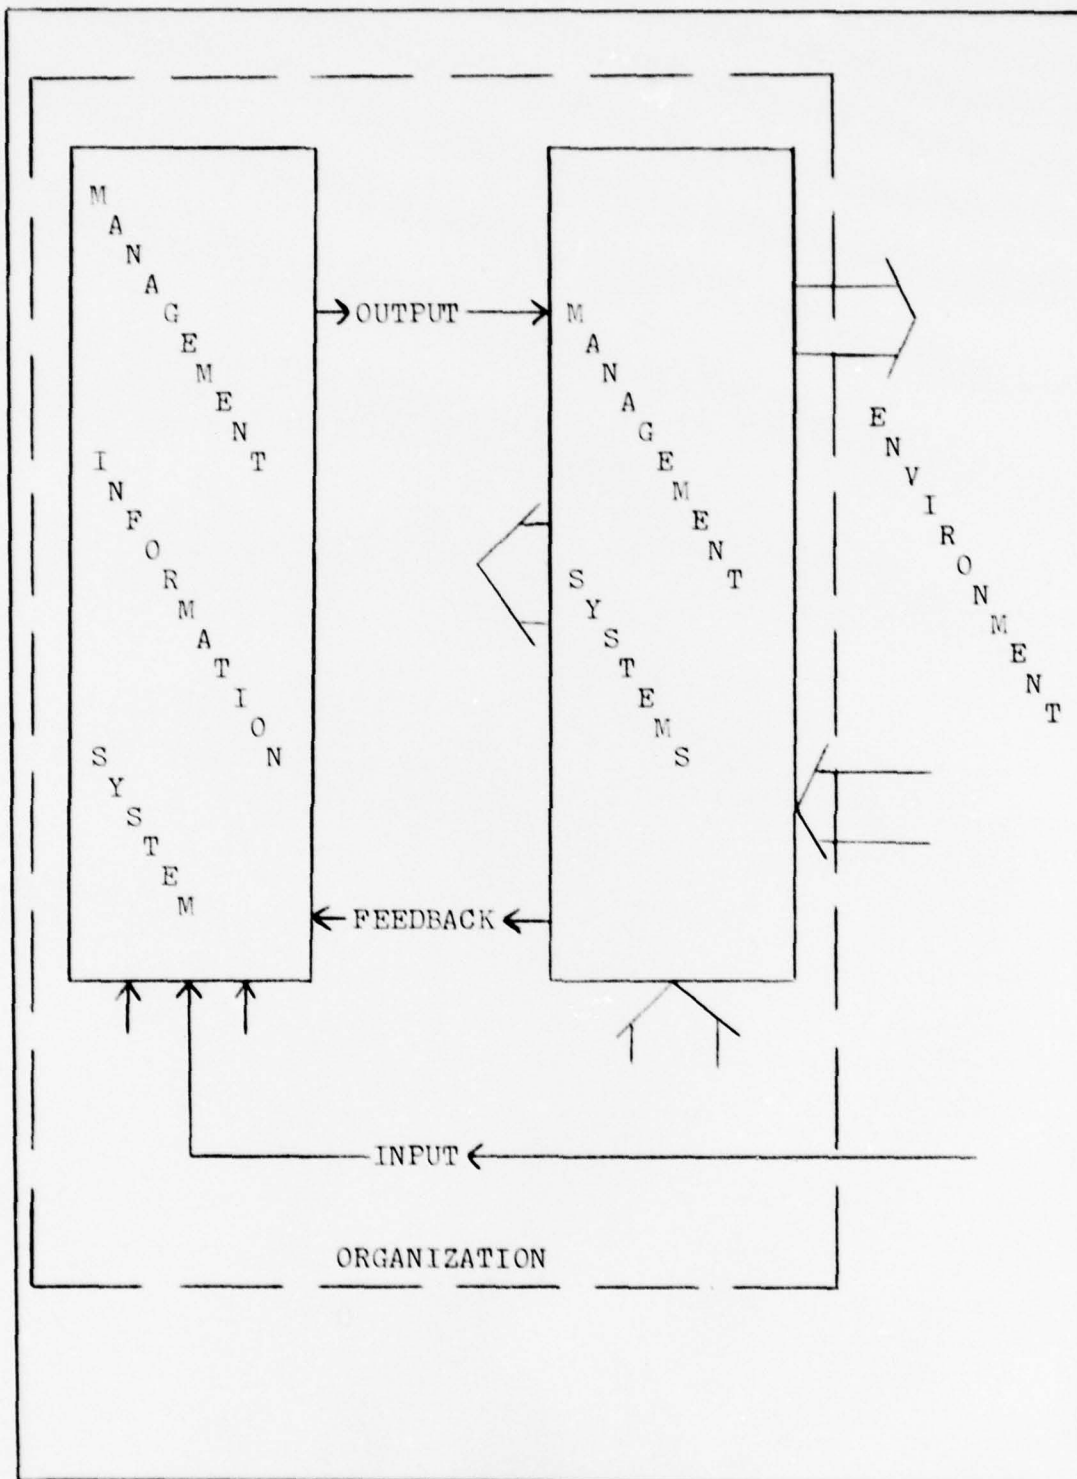 MANAGEMENT
INFORMATION
SYSTEM
OUTPUT
MANAGEMENT
SYSTEMS
ENVIRONMENT
FEEDBACK
INPUT
ORGANIZATION